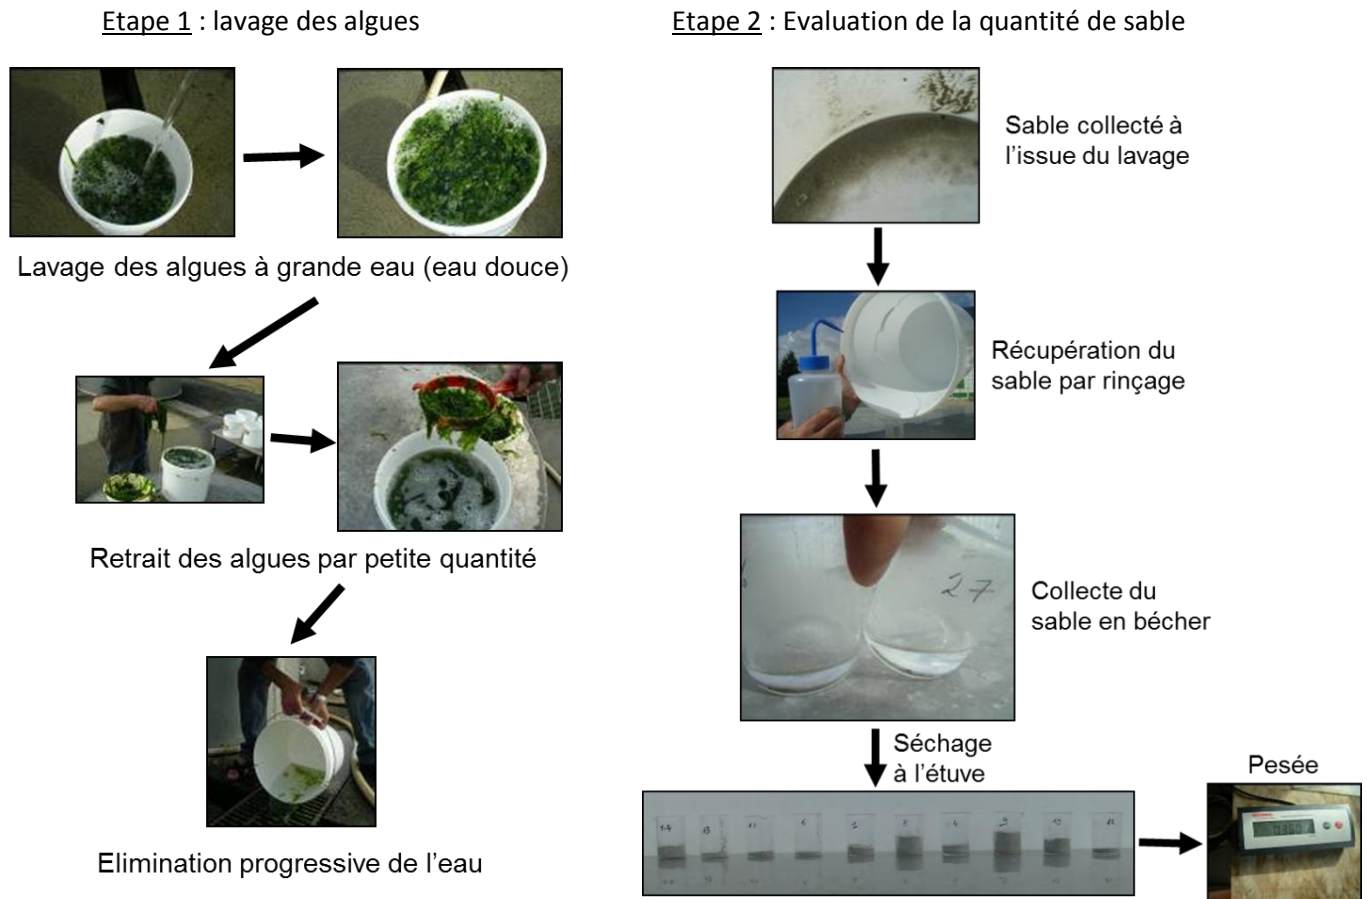 Etape 1 : lavage des algues
Lavage des algues à grande eau (eau douce)
Retrait des algues par petite quantité
Elimination progressive de l'eau
Etape 2 : Evaluation de la quantité de sable
Sable collecté à
l'issue du lavage
Récupération du
sable par rinçage
27
Collecte du
sable en bécher
Séchage
à l'étuve
Pesée